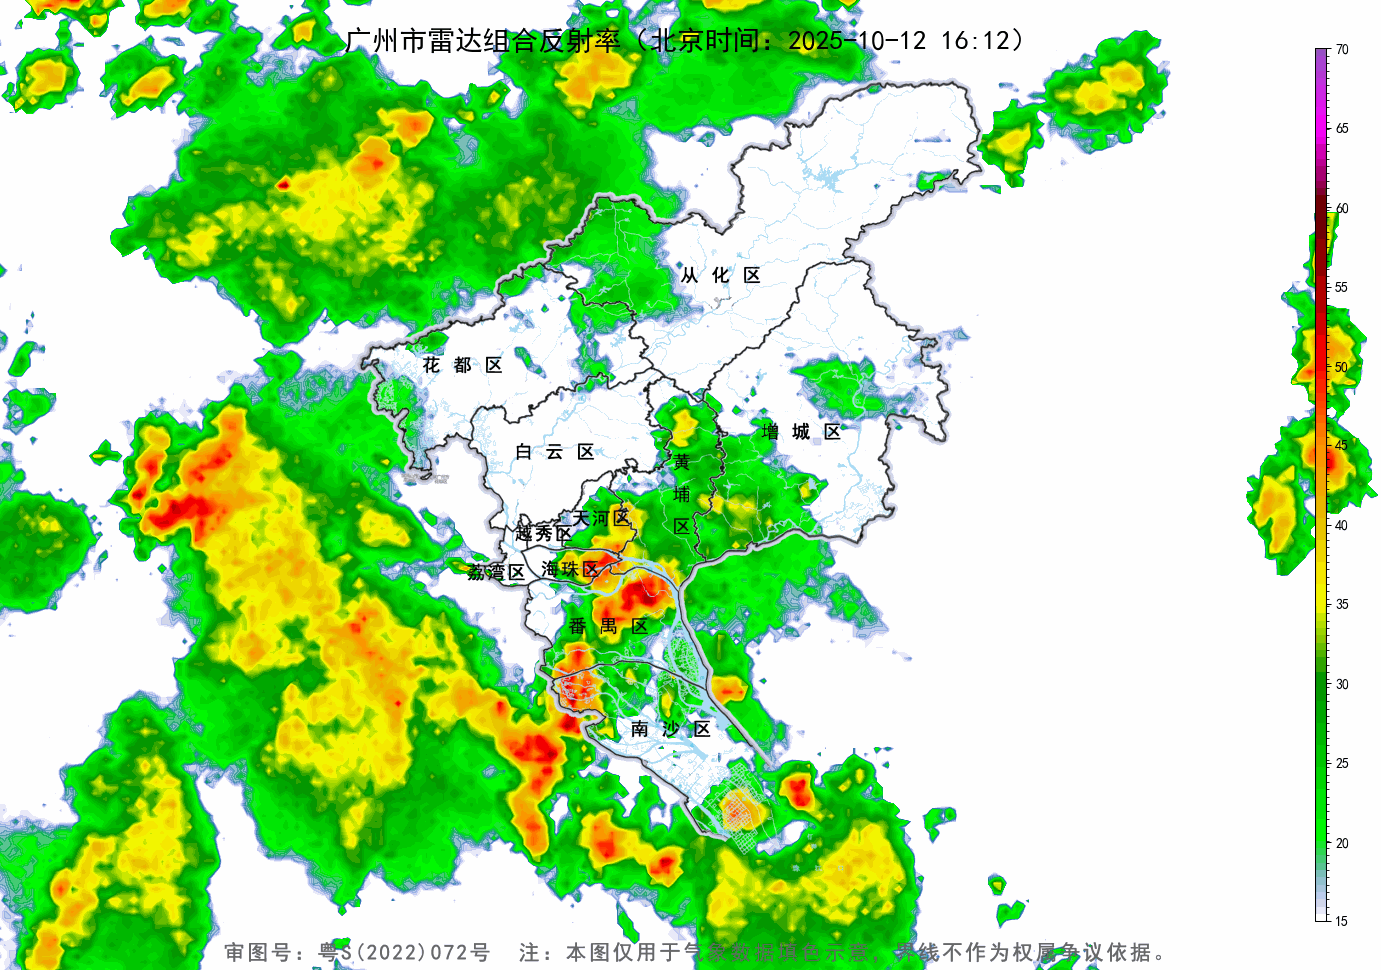 广州市雷达组合反射率（北京时间：2025-10-12 16:12）
70
65
60
55
50
45
40
35
30
25
20
15
从化区
花都区
增城区
白云区
黄埔区
天河区
越秀区
海珠区
荔湾区
番禺区
南沙区
审图号：粤S(2022)072号 注：本图仅用于气象数据填色示意，界线不作为权属争议依据。